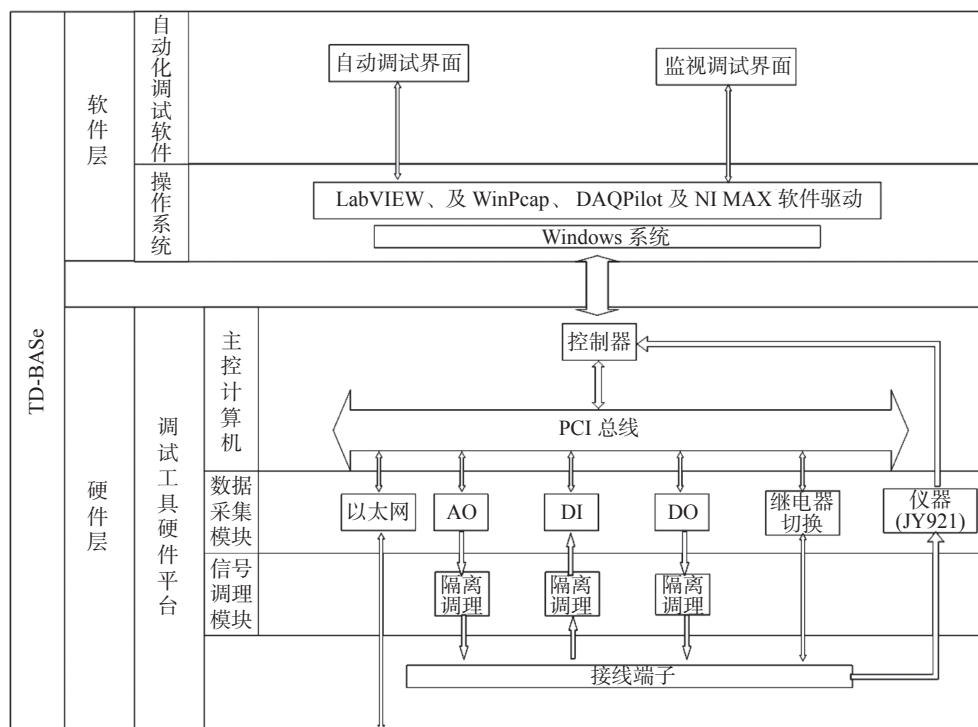 TD-BASe
软件层
自动化调试软件
自动调试界面
监视调试界面
操作系统
LabVIEW、及 WinPcap、 DAQPilot 及 NI MAX 软件驱动
Windows 系统
硬件层
调试工具硬件平台
主控计算机
控制器
PCI 总线
数据
采集
模块
以太网
AO
DI
DO
继电器
切换
仪器
(JY921)
信号
调理
模块
隔离
调理
隔离
调理
隔离
调理
接线端子